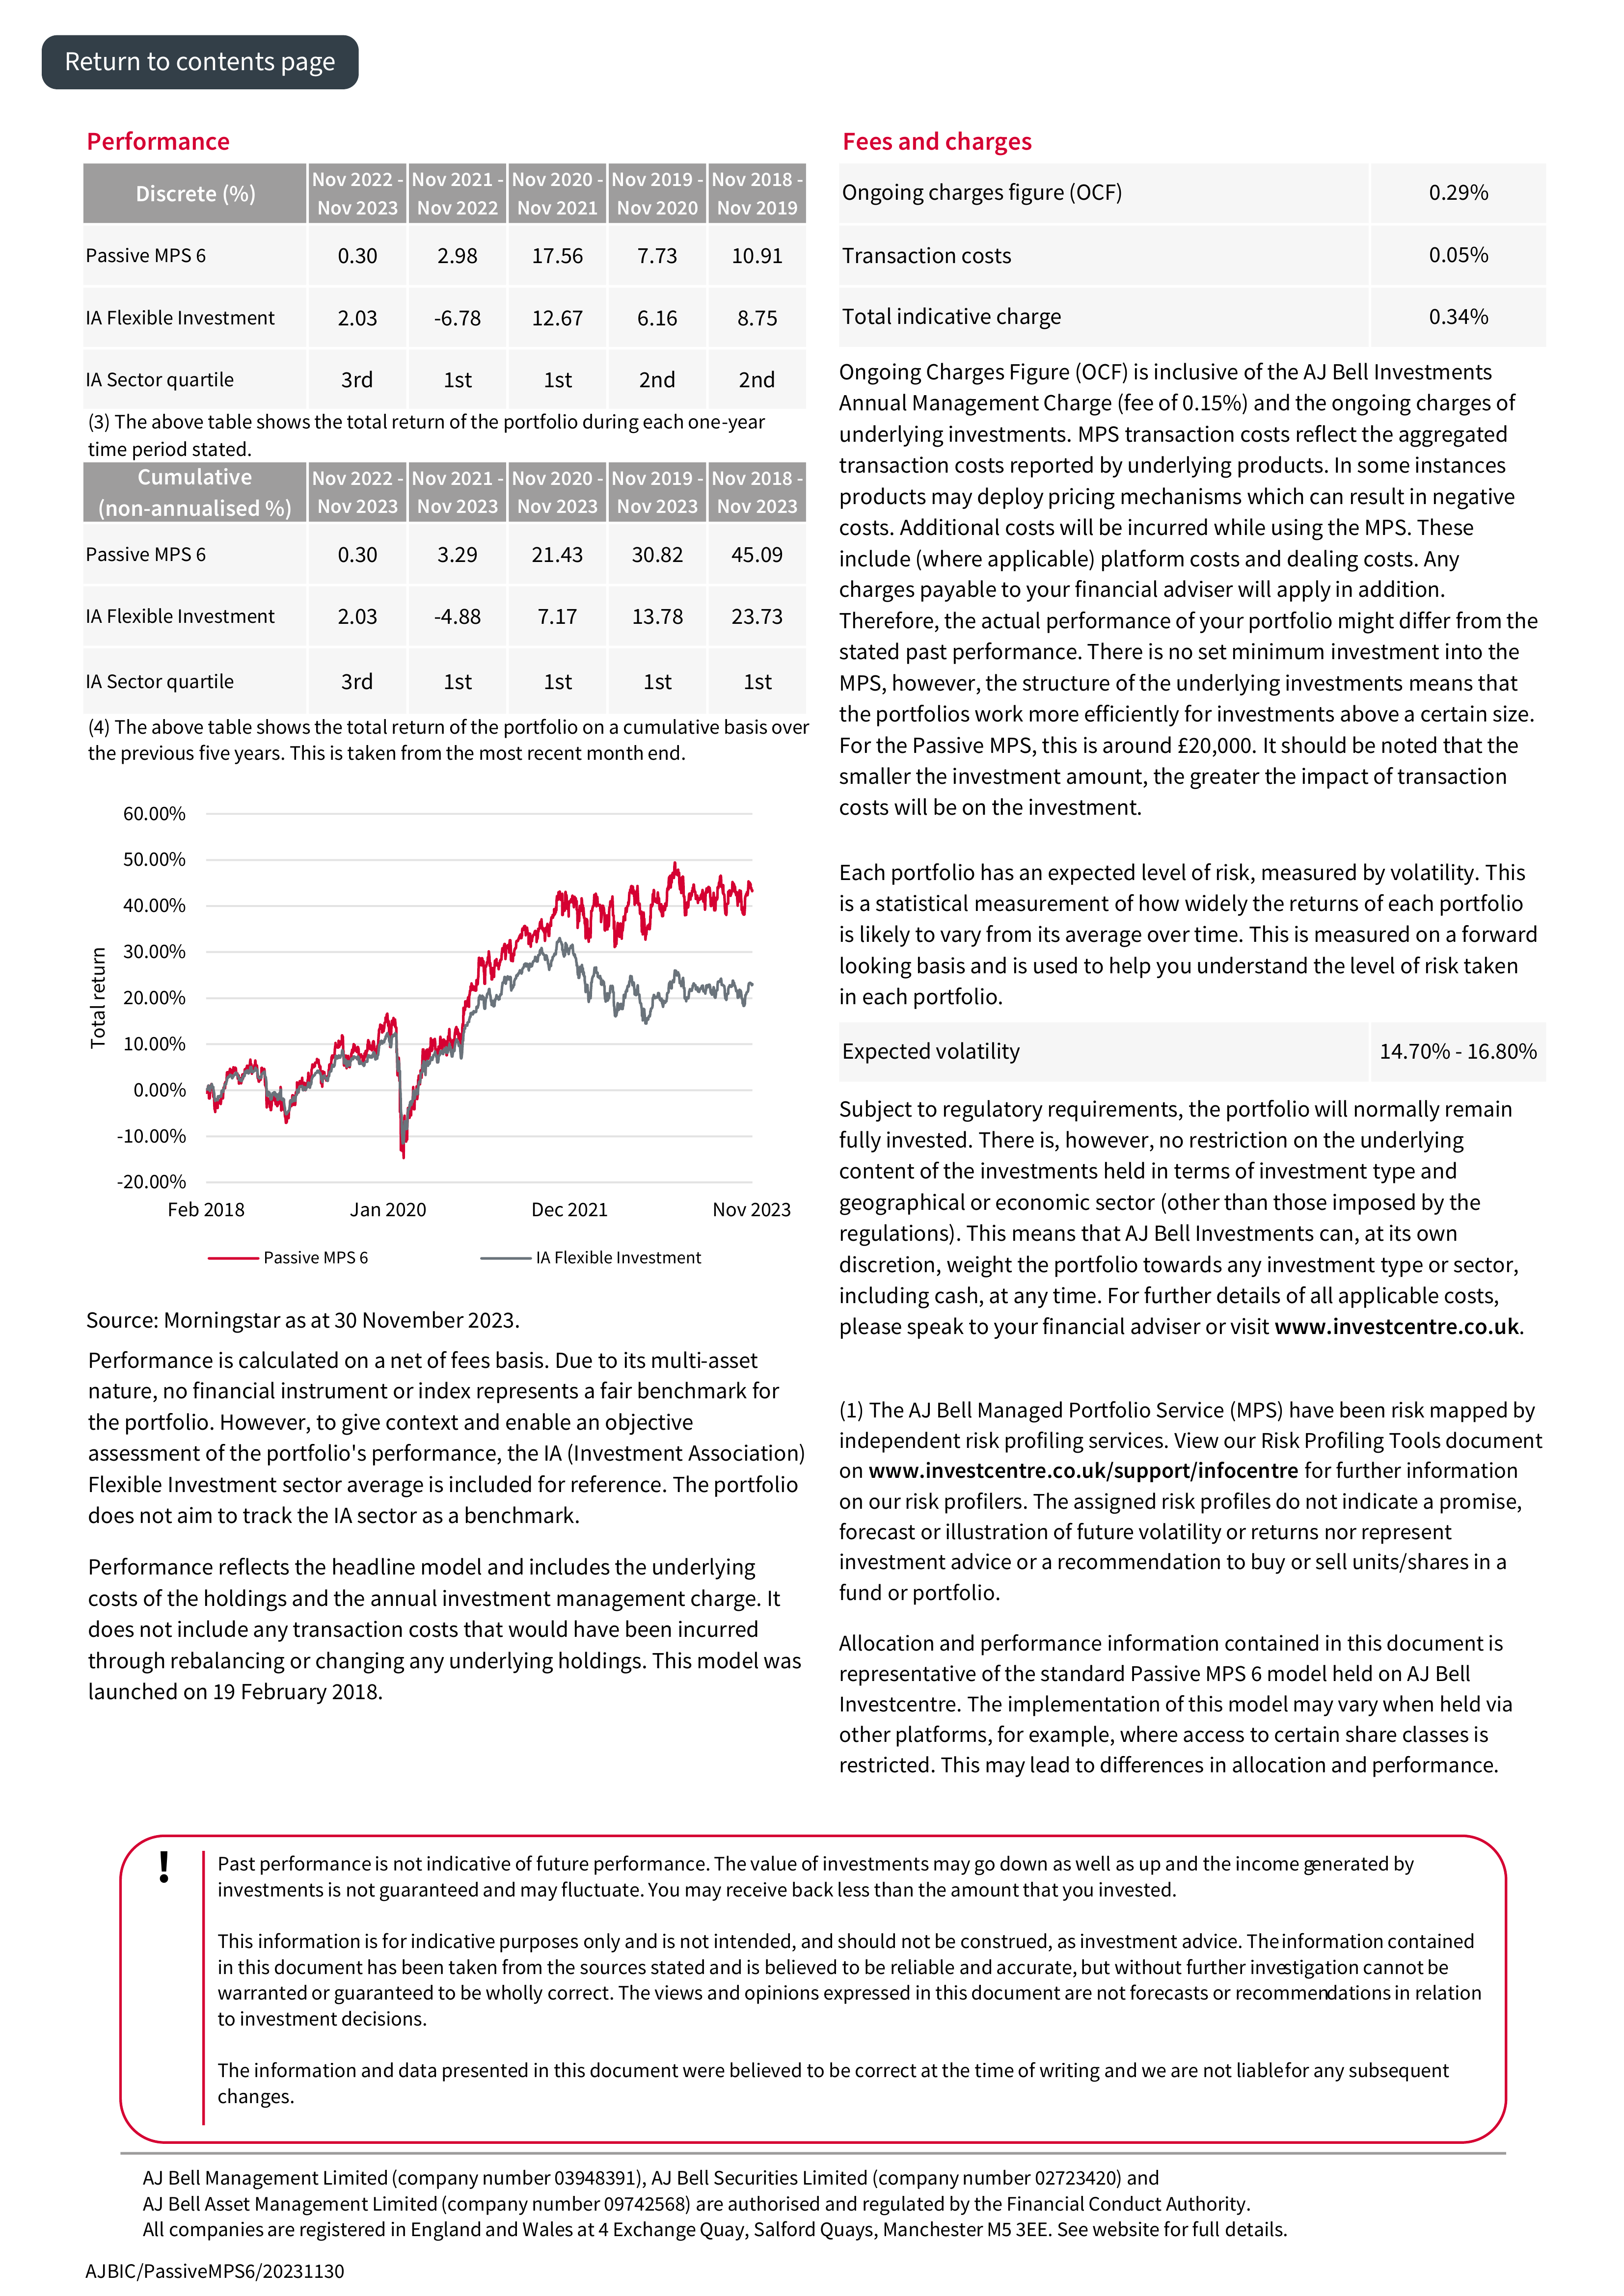 Return to contents page
Performance
Discrete (%) Nov 2022 - Nov 2023 Nov 2021 - Nov 2022 Nov 2020 - Nov 2021 Nov 2019 - Nov 2020 Nov 2018 - Nov 2019
Passive MPS 6 0.30 2.98 17.56 7.73 10.91
IA Flexible Investment 2.03 -6.78 12.67 6.16 8.75
IA Sector quartile 3rd 1st 1st 2nd 2nd
(3) The above table shows the total return of the portfolio during each one-year
time period stated.
Cumulative (non-annualised %) Nov 2022 - Nov 2023 Nov 2021 - Nov 2023 Nov 2020 - Nov 2023 Nov 2019 - Nov 2023 Nov 2018 - Nov 2023
Passive MPS 6 0.30 3.29 21.43 30.82 45.09
IA Flexible Investment 2.03 -4.88 7.17 13.78 23.73
IA Sector quartile 3rd 1st 1st 1st 1st
(4) The above table shows the total return of the portfolio on a cumulative basis over
the previous five years. This is taken from the most recent month end.
Total return
60.00%
50.00%
40.00%
30.00%
20.00%
10.00%
0.00%
-10.00%
-20.00%
Feb 2018 Jan 2020 Dec 2021 Nov 2023
Passive MPS 6 IA Flexible Investment
Source: Morningstar as at 30 November 2023.
Performance is calculated on a net of fees basis. Due to its multi-asset
nature, no financial instrument or index represents a fair benchmark for
the portfolio. However, to give context and enable an objective
assessment of the portfolio's performance, the IA (Investment Association)
Flexible Investment sector average is included for reference. The portfolio
does not aim to track the IA sector as a benchmark.
Performance reflects the headline model and includes the underlying
costs of the holdings and the annual investment management charge. It
does not include any transaction costs that would have been incurred
through rebalancing or changing any underlying holdings. This model was
launched on 19 February 2018.
Fees and charges
Ongoing charges figure (OCF) 0.29%
Transaction costs 0.05%
Total indicative charge 0.34%
Ongoing Charges Figure (OCF) is inclusive of the AJ Bell Investments
Annual Management Charge (fee of 0.15%) and the ongoing charges of
underlying investments. MPS transaction costs reflect the aggregated
transaction costs reported by underlying products. In some instances
products may deploy pricing mechanisms which can result in negative
costs. Additional costs will be incurred while using the MPS. These
include (where applicable) platform costs and dealing costs. Any
charges payable to your financial adviser will apply in addition.
Therefore, the actual performance of your portfolio might differ from the
stated past performance. There is no set minimum investment into the
MPS, however, the structure of the underlying investments means that
the portfolios work more efficiently for investments above a certain size.
For the Passive MPS, this is around £20,000. It should be noted that the
smaller the investment amount, the greater the impact of transaction
costs will be on the investment.
Each portfolio has an expected level of risk, measured by volatility. This
is a statistical measurement of how widely the returns of each portfolio
is likely to vary from its average over time. This is measured on a forward
looking basis and is used to help you understand the level of risk taken
in each portfolio.
Expected volatility 14.70% - 16.80%
Subject to regulatory requirements, the portfolio will normally remain
fully invested. There is, however, no restriction on the underlying
content of the investments held in terms of investment type and
geographical or economic sector (other than those imposed by the
regulations). This means that AJ Bell Investments can, at its own
discretion, weight the portfolio towards any investment type or sector,
including cash, at any time. For further details of all applicable costs,
please speak to your financial adviser or visit www.investcentre.co.uk.
(1) The AJ Bell Managed Portfolio Service (MPS) have been risk mapped by
independent risk profiling services. View our Risk Profiling Tools document
on www.investcentre.co.uk/support/infocentre for further information
on our risk profilers. The assigned risk profiles do not indicate a promise,
forecast or illustration of future volatility or returns nor represent
investment advice or a recommendation to buy or sell units/shares in a
fund or portfolio.
Allocation and performance information contained in this document is
representative of the standard Passive MPS 6 model held on AJ Bell
Investcentre. The implementation of this model may vary when held via
other platforms, for example, where access to certain share classes is
restricted. This may lead to differences in allocation and performance.
!
Past performance is not indicative of future performance. The value of investments may go down as well as up and the income generated by
investments is not guaranteed and may fluctuate. You may receive back less than the amount that you invested.
This information is for indicative purposes only and is not intended, and should not be construed, as investment advice. The information contained
in this document has been taken from the sources stated and is believed to be reliable and accurate, but without further investigation cannot be
warranted or guaranteed to be wholly correct. The views and opinions expressed in this document are not forecasts or recommendations in relation
to investment decisions.
The information and data presented in this document were believed to be correct at the time of writing and we are not liable for any subsequent
changes.
AJ Bell Management Limited (company number 03948391), AJ Bell Securities Limited (company number 02723420) and
AJ Bell Asset Management Limited (company number 09742568) are authorised and regulated by the Financial Conduct Authority.
All companies are registered in England and Wales at 4 Exchange Quay, Salford Quays, Manchester M5 3EE. See website for full details.
AJBIC/PassiveMPS6/20231130